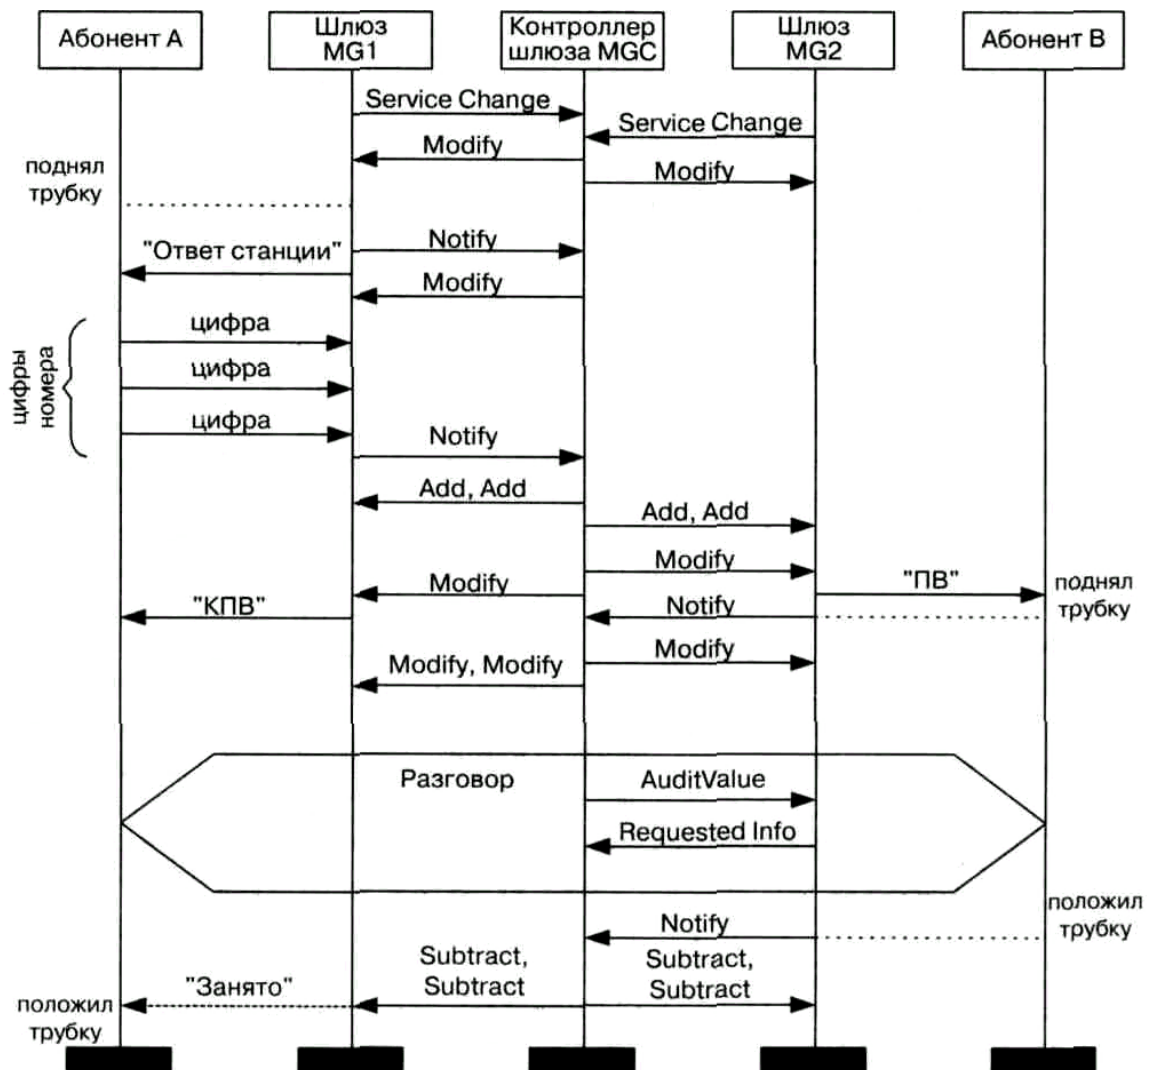 Абонент А
Шлюз
MG1
Контроллер
шлюза MGC
Шлюз
MG2
Абонент В
Service Change
Service Change
Modify
Modify
поднял
трубку
Notify
"Ответ станции"
Modify
цифры
номера
цифра
цифра
цифра
Notify
Add, Add
Add, Add
Modify
Modify
"ПВ"
поднял
трубку
"КПВ"
Notify
Modify
Modify, Modify
Разговор
AuditValue
Requested Info
положил
трубку
Notify
Subtract,
Subtract
Subtract,
Subtract
"Занято"
положил
трубку